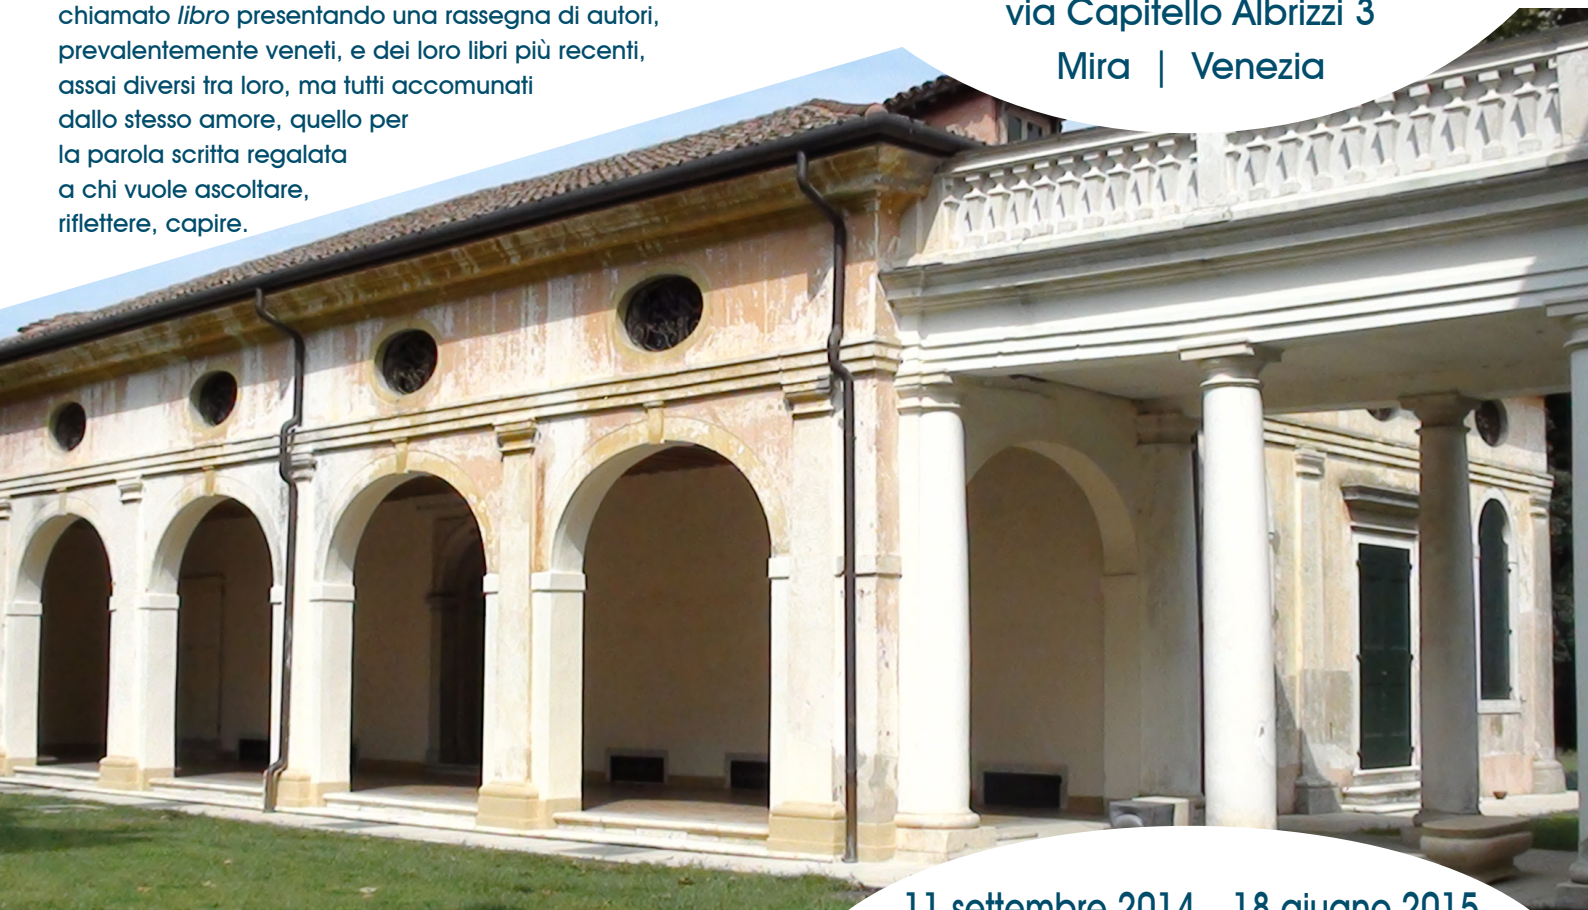 chiamato libro presentando una rassegna di autori,
prevalentemente veneti, e dei loro libri più recenti,
assai diversi tra loro, ma tutti accomunati
dallo stesso amore, quello per
la parola scritta regalata
a chi vuole ascoltare,
riflettere, capire.
via Capitello Albrizzi 3
Mira | Venezia
11 settembre 2014 18 giugno 2015